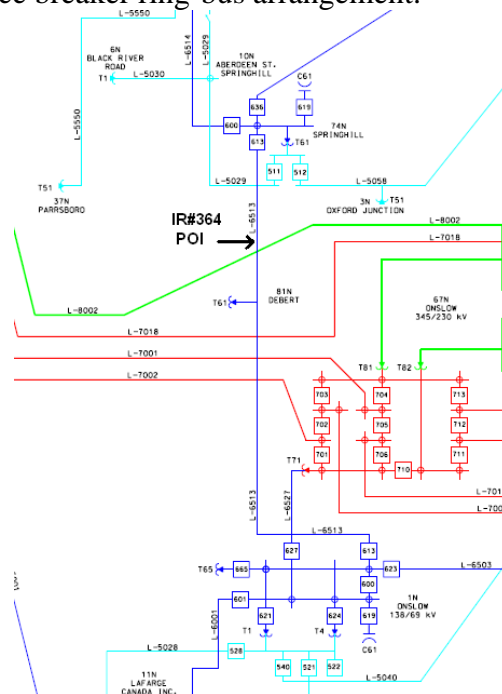 ce breaker ring-bus arrangement.
L-5550
6N
BLACK RIVER
ROAD
T1
L-5030
L-5550
L-6514
L-5029
10N
ABERDEEN ST.
SPRINGHILL
C61
636
619
600
613
74N
SPRINGHILL
T61
511
512
L-5029
L-5058
T51
37N
PARRSBORO
3N
OXFORD JUNCTION
T51
IR#364
POI
L-6513
L-8002
L-7018
81N
DEBERT
T61
L-8002
67N
ONSLOW
345/230 kV
L-7018
L-7001
L-7002
T81
T82
703
704
713
702
705
712
701
706
711
T71
710
L-701
L-700
L-6513
L-6527
L-6513
627
613
T65
665
623
L-6503
600
601
1N
ONSLOW
138/69 kV
L-6001
621
624
619
T1
T4
C61
L-5028
528
540
521
522
L-5040
11N
LAFARGE
CANADA INC.